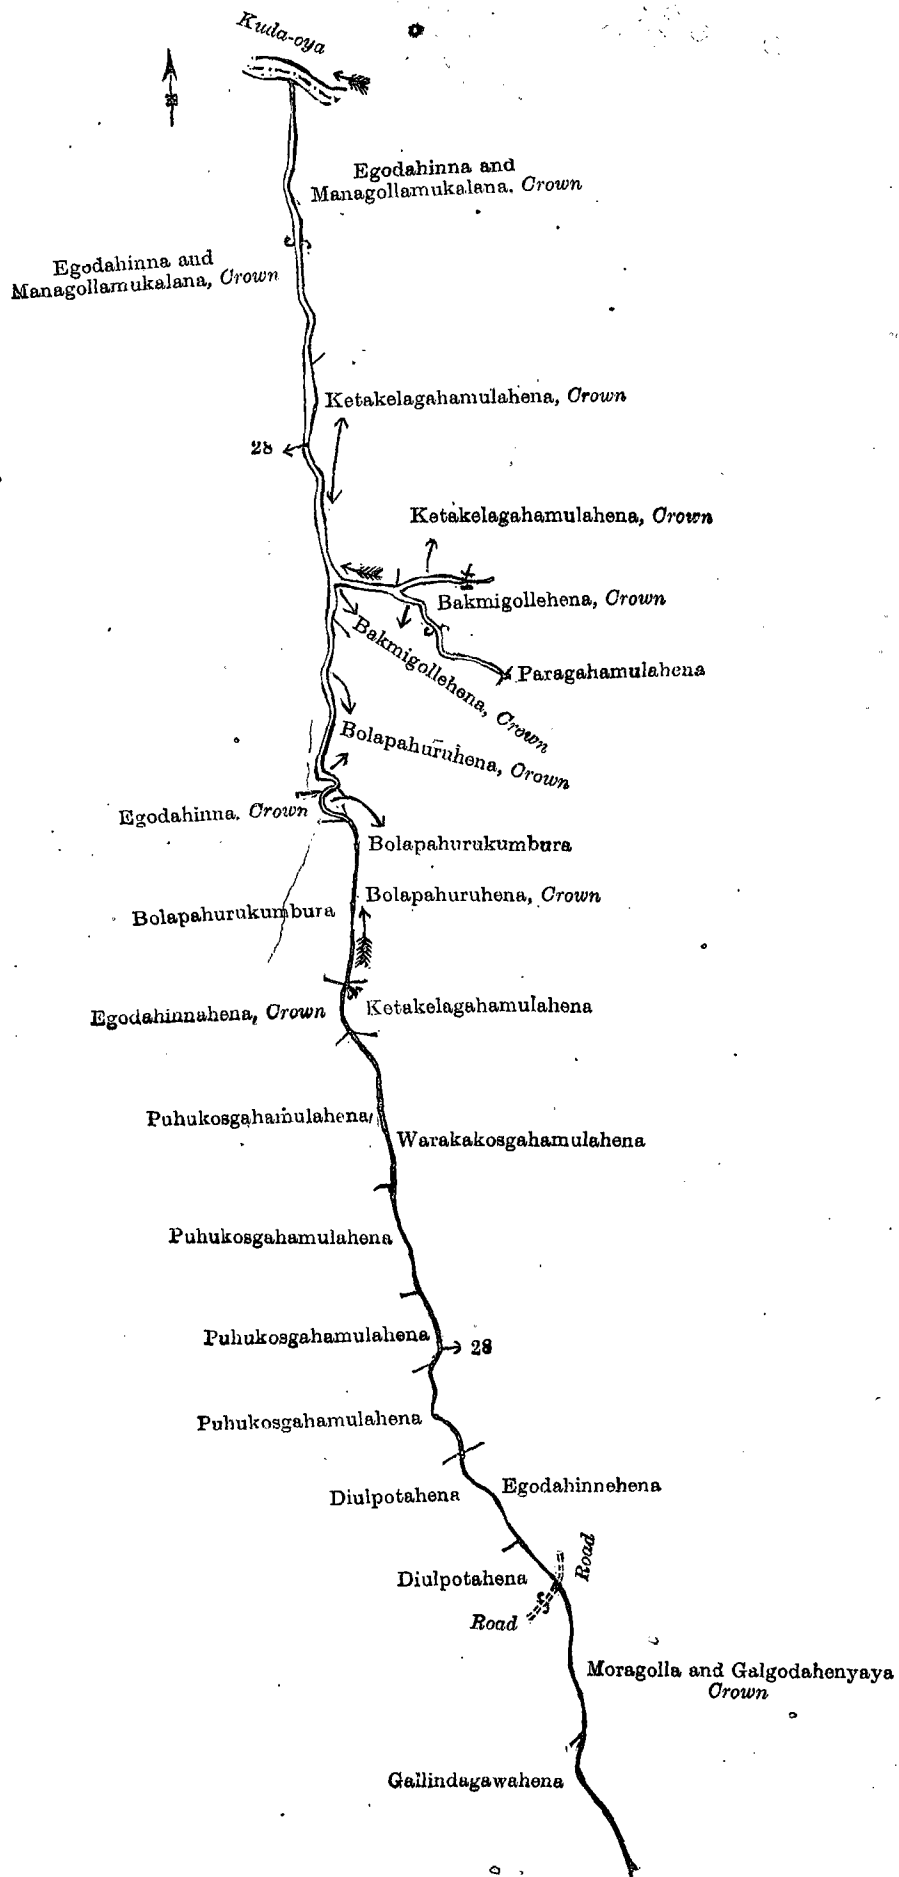 Kuda-oya
Egodahinna and
Managollamukalana. Crown
Egodahinna and
Managollamukalana, Crown
Ketakelagahamulahena, Crown
28
Ketakelagahamulahena, Crown
Bakmigollehena, Crown
Bakmigollehena, Crown
Paragahamulahena
Bolapahuruhena, Crown
Egodahinna. Crown
Bolapahurukumbura
Bolapahuruhena, Crown
Bolapahurukumbura
Ketakelagahamulahena
Egodahinnahena, Crown
Puhukosgahamulahena
Warakakosgahamulahena
Puhukosgahamulahena
Puhukosgahamulahena
28
Puhukosgahamulahena
Egodahinnehena
Diulpotahena
Road
Diulpotahena
Road
Moragolla and Galgodahenyaya
Crown
Gallindagawahena